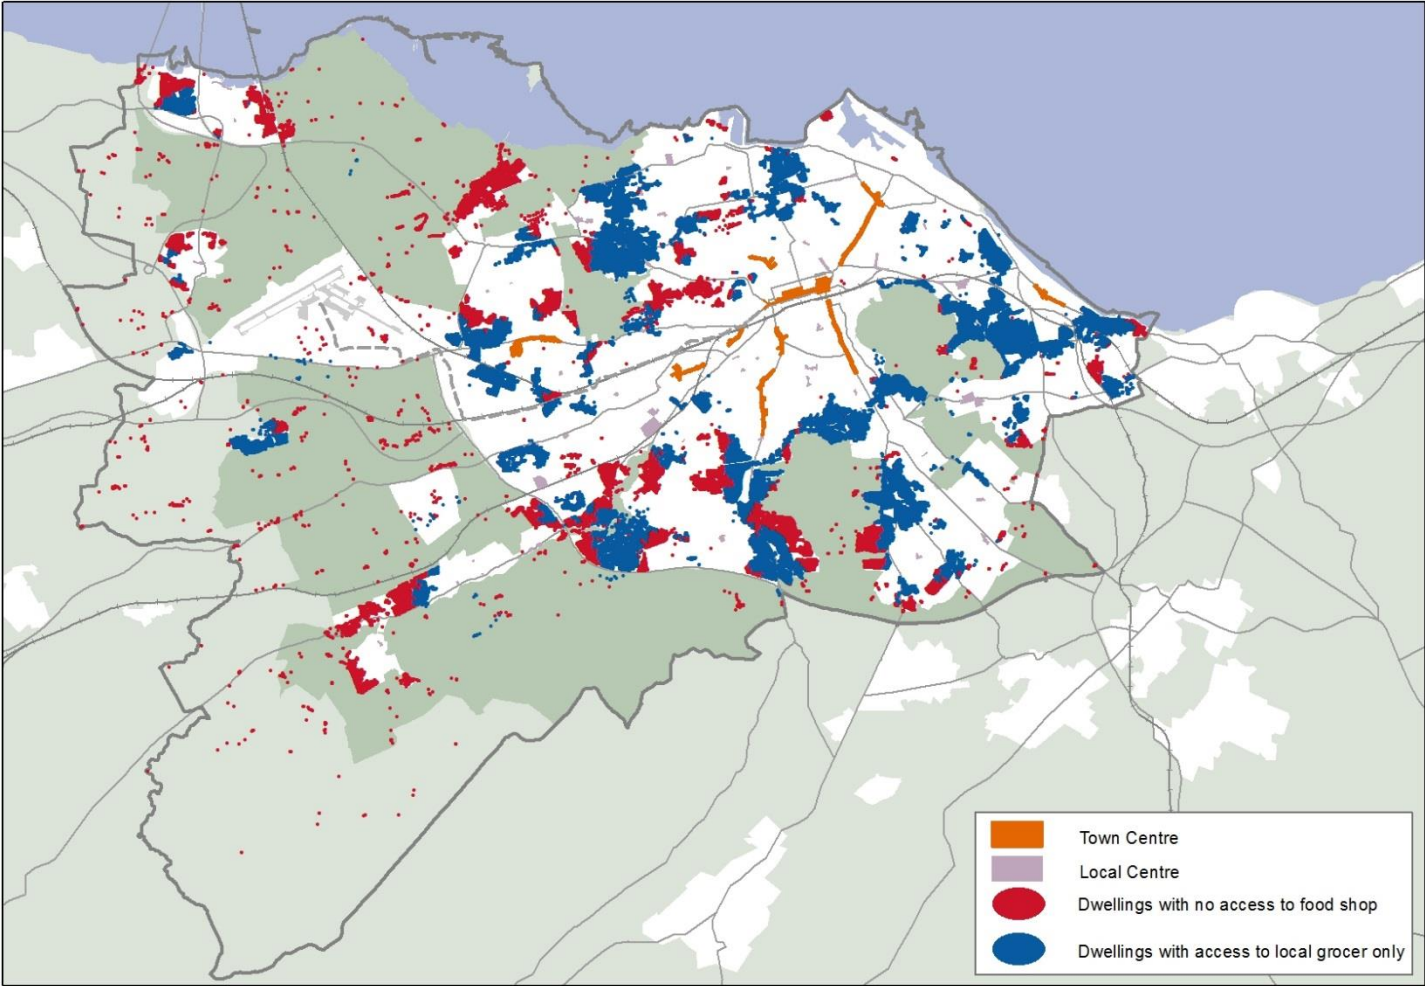 Town Centre
Local Centre
Dwellings with no access to food shop
Dwellings with access to local grocer only